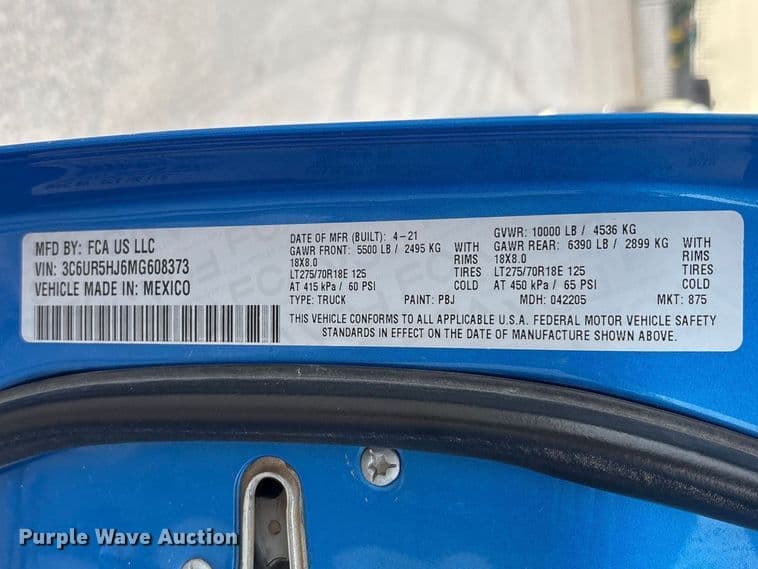 MFD BY: FCA US LLC
VIN: 3C6UR5HJ6MG608373
VEHICLE MADE IN: MEXICO
DATE OF MFR (BUILT): 4-21
GAWR FRONT: 5500 LB / 2495 KG WITH
18X8.0 RIMS
LT275/70R18E 125 TIRES
AT 415 kPa / 60 PSI COLD
TYPE: TRUCK PAINT: PBJ
GVWR: 10000 LB / 4536 KG
GAWR REAR: 6390 LB / 2899 KG WITH
18X8.0 RIMS
LT275/70R18E 125 TIRES
AT 450 kPa / 65 PSI COLD
MDH: 042205 MKT: 875
THIS VEHICLE CONFORMS TO ALL APPLICABLE U.S.A. FEDERAL MOTOR VEHICLE SAFETY
STANDARDS IN EFFECT ON THE DATE OF MANUFACTURE SHOWN ABOVE.
Purple Wave Auction